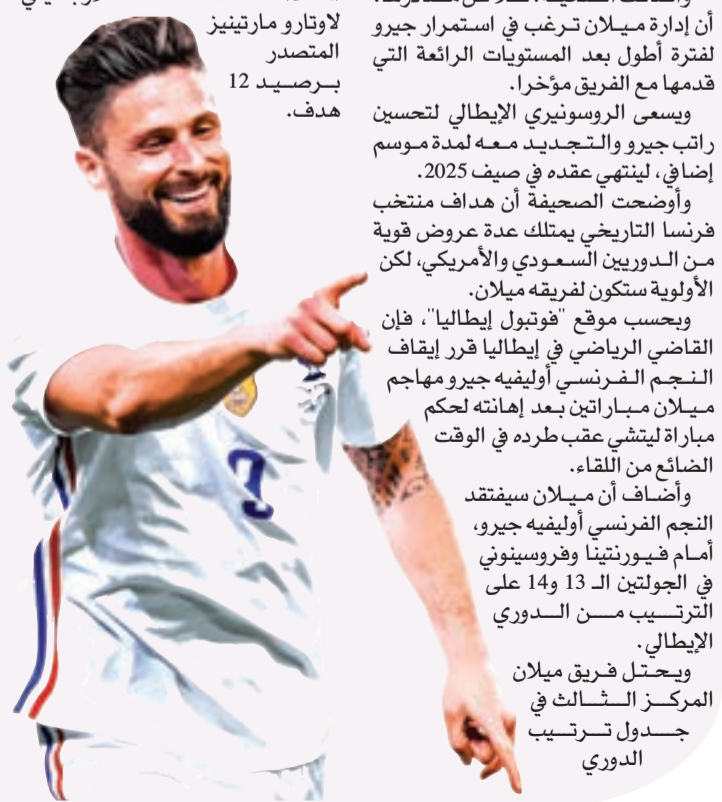 أن إدارة ميلان ترغب في استمرار جيرو
لفترة أطول بعد المستويات الرائعة التي
قدمها مع الفريق مؤخرا.
ويسعى الروسونيري الإيطالي لتحسين
راتب جيرو والتجديد معه لمدة موسم
إضافي، لينتهي عقده في صيف 2025.
وأوضحت الصحيفة أن هداف منتخب
فرنسا التاريخي يمتلك عدة عروض قوية
من الدوريين السعودي والأمريكي، لكن
الأولوية ستكون لفريقه ميلان.
وبحسب موقع "فوتبول إيطاليا"، فإن
القاضي الرياضي في إيطاليا قرر إيقاف
النجم الفرنسي أوليفيه جيرو مهاجم
ميلان مباراتين بعد إهانته لحكم
مباراة ليتشي عقب طرده في الوقت
الضائع من اللقاء.
وأضاف أن ميلان سيفتقد
النجم الفرنسي أوليفيه جيرو،
أمام فيورنتينا وفروسينوني
في الجولتين الـ 13 و14 على
الترتيب من الدوري
الإيطالي.
ويحتل فريق ميلان
المركز الثالث في
جدول ترتيب
الدوري
لاوتارو مارتينيز
المتصدر
برصيد 12
هدف.